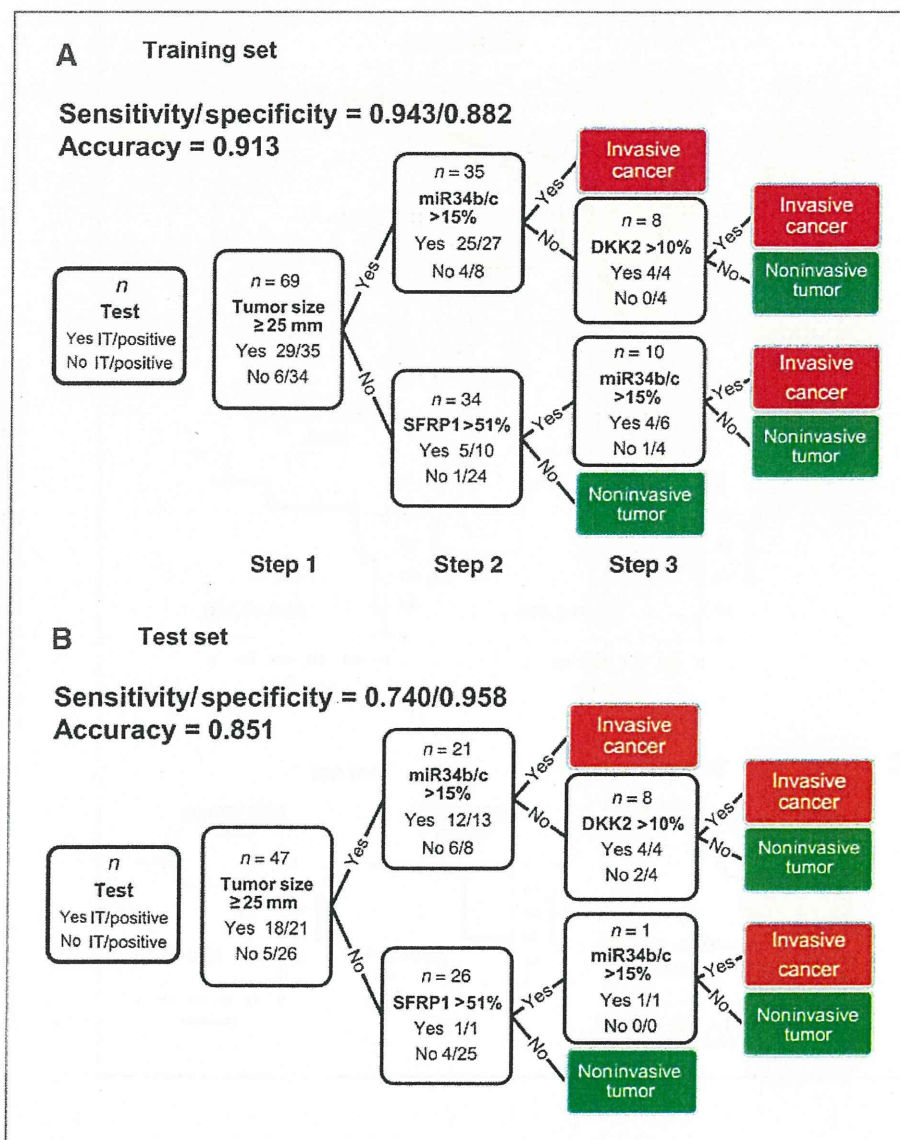 A Training set
Sensitivity/specificity = 0.943/0.882
Accuracy = 0.913
n
Test
Yes IT/positive
No IT/positive
n = 69
Tumor size
≥ 25 mm
Yes 29/35
No 6/34
Yes
No
n = 35
miR34b/c
>15%
Yes 25/27
No 4/8
Yes
No
Invasive
cancer
n = 8
DKK2 >10%
Yes 4/4
No 0/4
Yes
No
Invasive
cancer
Noninvasive
tumor
n = 34
SFRP1 >51%
Yes 5/10
No 1/24
Yes
No
n = 10
miR34b/c
>15%
Yes 4/6
No 1/4
Yes
No
Invasive
cancer
Noninvasive
tumor
Noninvasive
tumor
Step 1 Step 2 Step 3
B Test set
Sensitivity/specificity = 0.740/0.958
Accuracy = 0.851
n
Test
Yes IT/positive
No IT/positive
n = 47
Tumor size
≥ 25 mm
Yes 18/21
No 5/26
Yes
No
n = 21
miR34b/c
>15%
Yes 12/13
No 6/8
Yes
No
Invasive
cancer
n = 8
DKK2 >10%
Yes 4/4
No 2/4
Yes
No
Invasive
cancer
Noninvasive
tumor
n = 26
SFRP1 >51%
Yes 1/1
No 4/25
Yes
No
n = 1
miR34b/c
>15%
Yes 1/1
No 0/0
Yes
No
Invasive
cancer
Noninvasive
tumor
Noninvasive
tumor